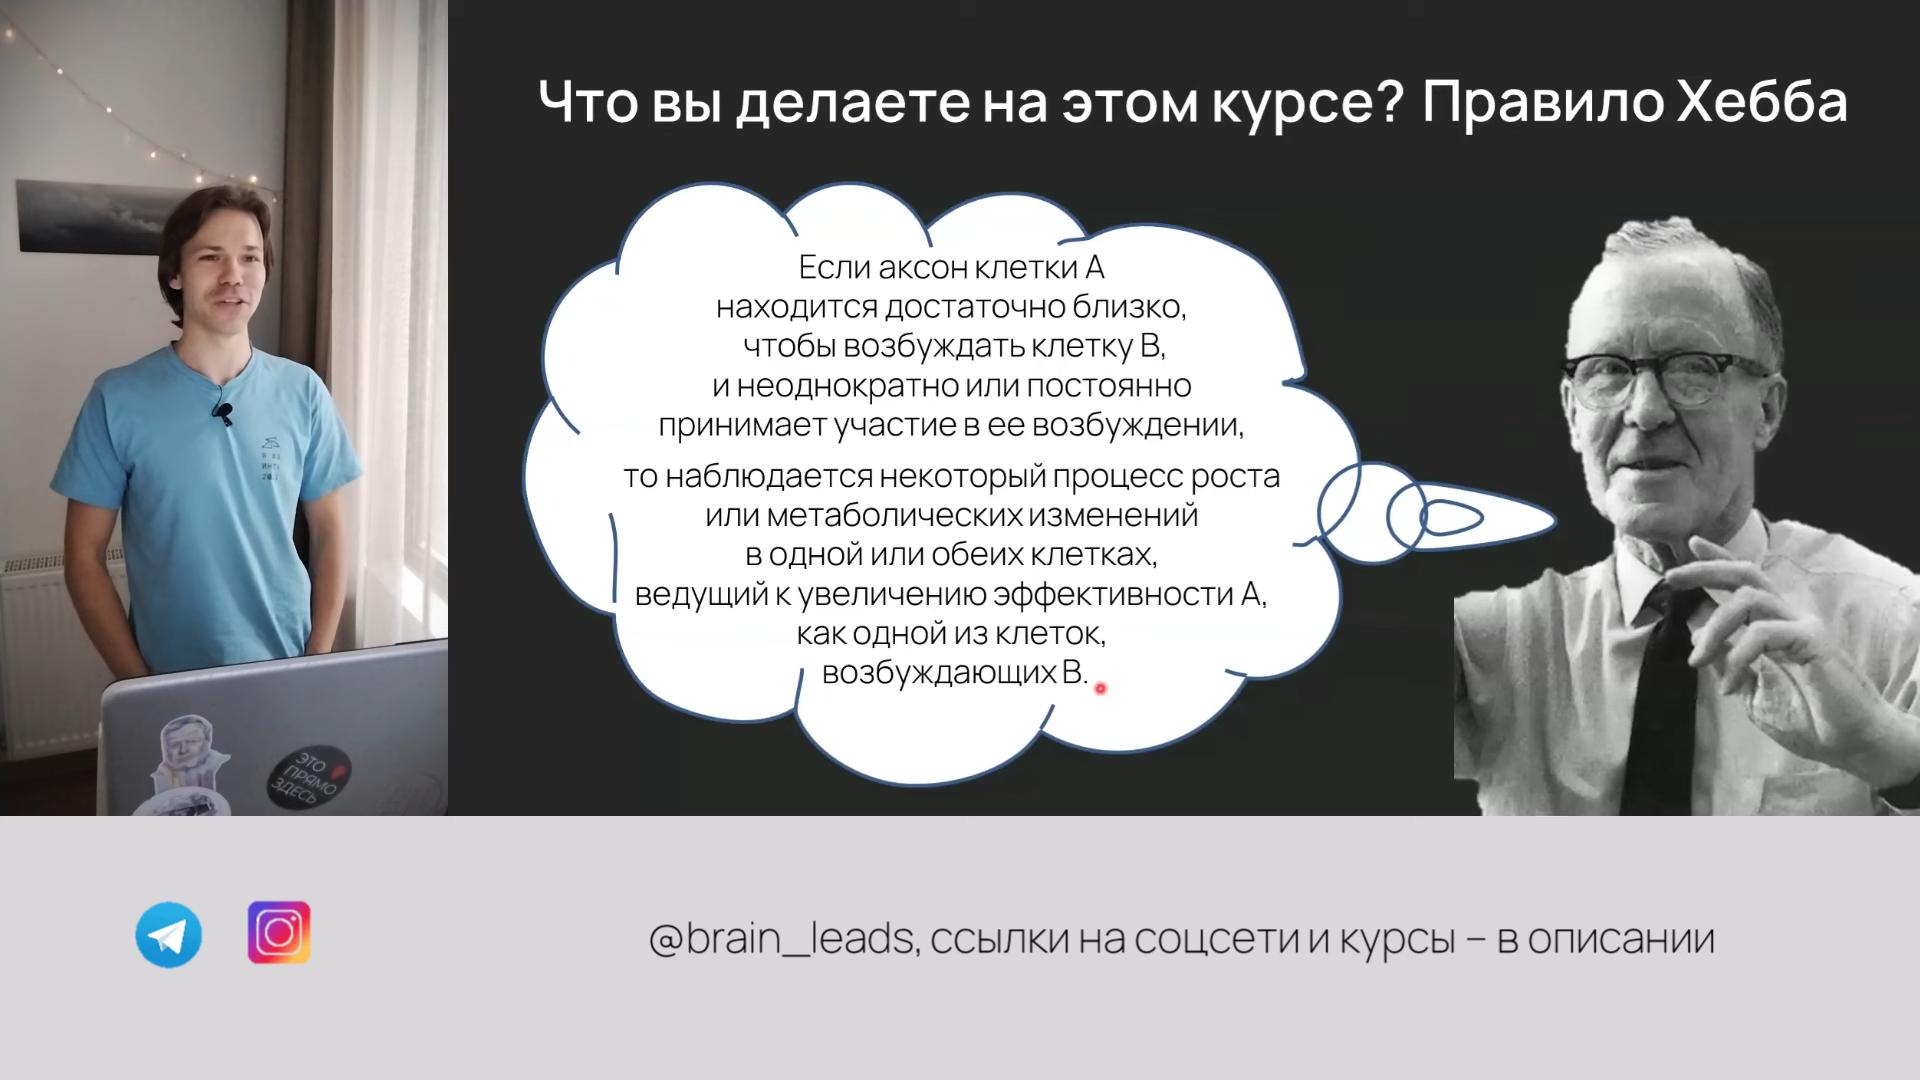 Что вы делаете на этом курсе? Правило Хебба
Если аксон клетки А
находится достаточно близко,
чтобы возбуждать клетку В,
и неоднократно или постоянно
принимает участие в ее возбуждении,
то наблюдается некоторый процесс роста
или метаболических изменений
в одной или обеих клетках,
ведущий к увеличению эффективности А,
как одной из клеток,
возбуждающих В.
ЭТО
ПРЯМО
ЗДЕСЬ
@brain_leads, ссылки на соцсети и курсы – в описании